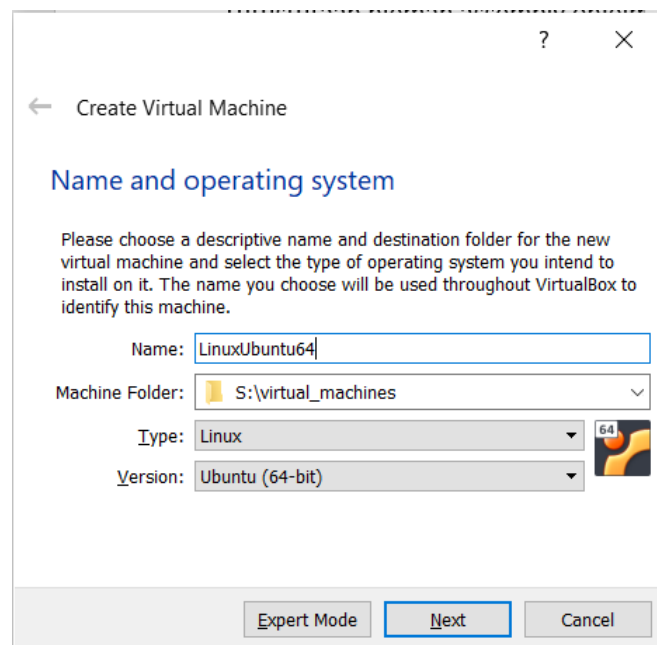 ?
Create Virtual Machine
Name and operating system
Please choose a descriptive name and destination folder for the new
virtual machine and select the type of operating system you intend to
install on it. The name you choose will be used throughout VirtualBox to
identify this machine.
Name: LinuxUbuntu64
Machine Folder: S:\virtual_machines
Type: Linux
64
Version: Ubuntu (64-bit)
Expert Mode Next Cancel